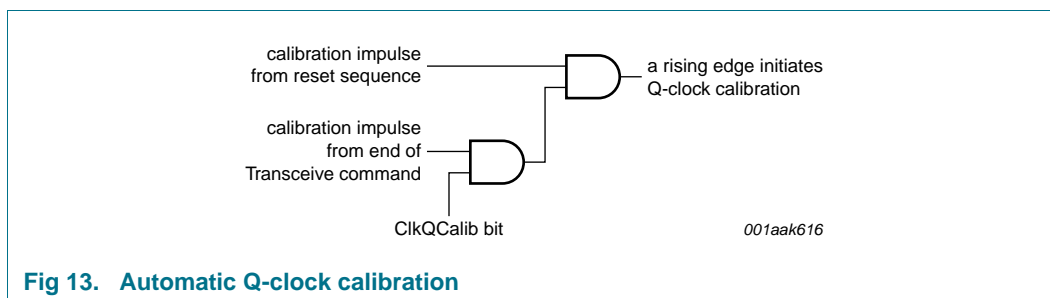 calibration impulse
from reset sequence
a rising edge initiates
Q-clock calibration
calibration impulse
from end of
Transceive command
ClkQCalib bit
001aak616
Fig 13. Automatic Q-clock calibration